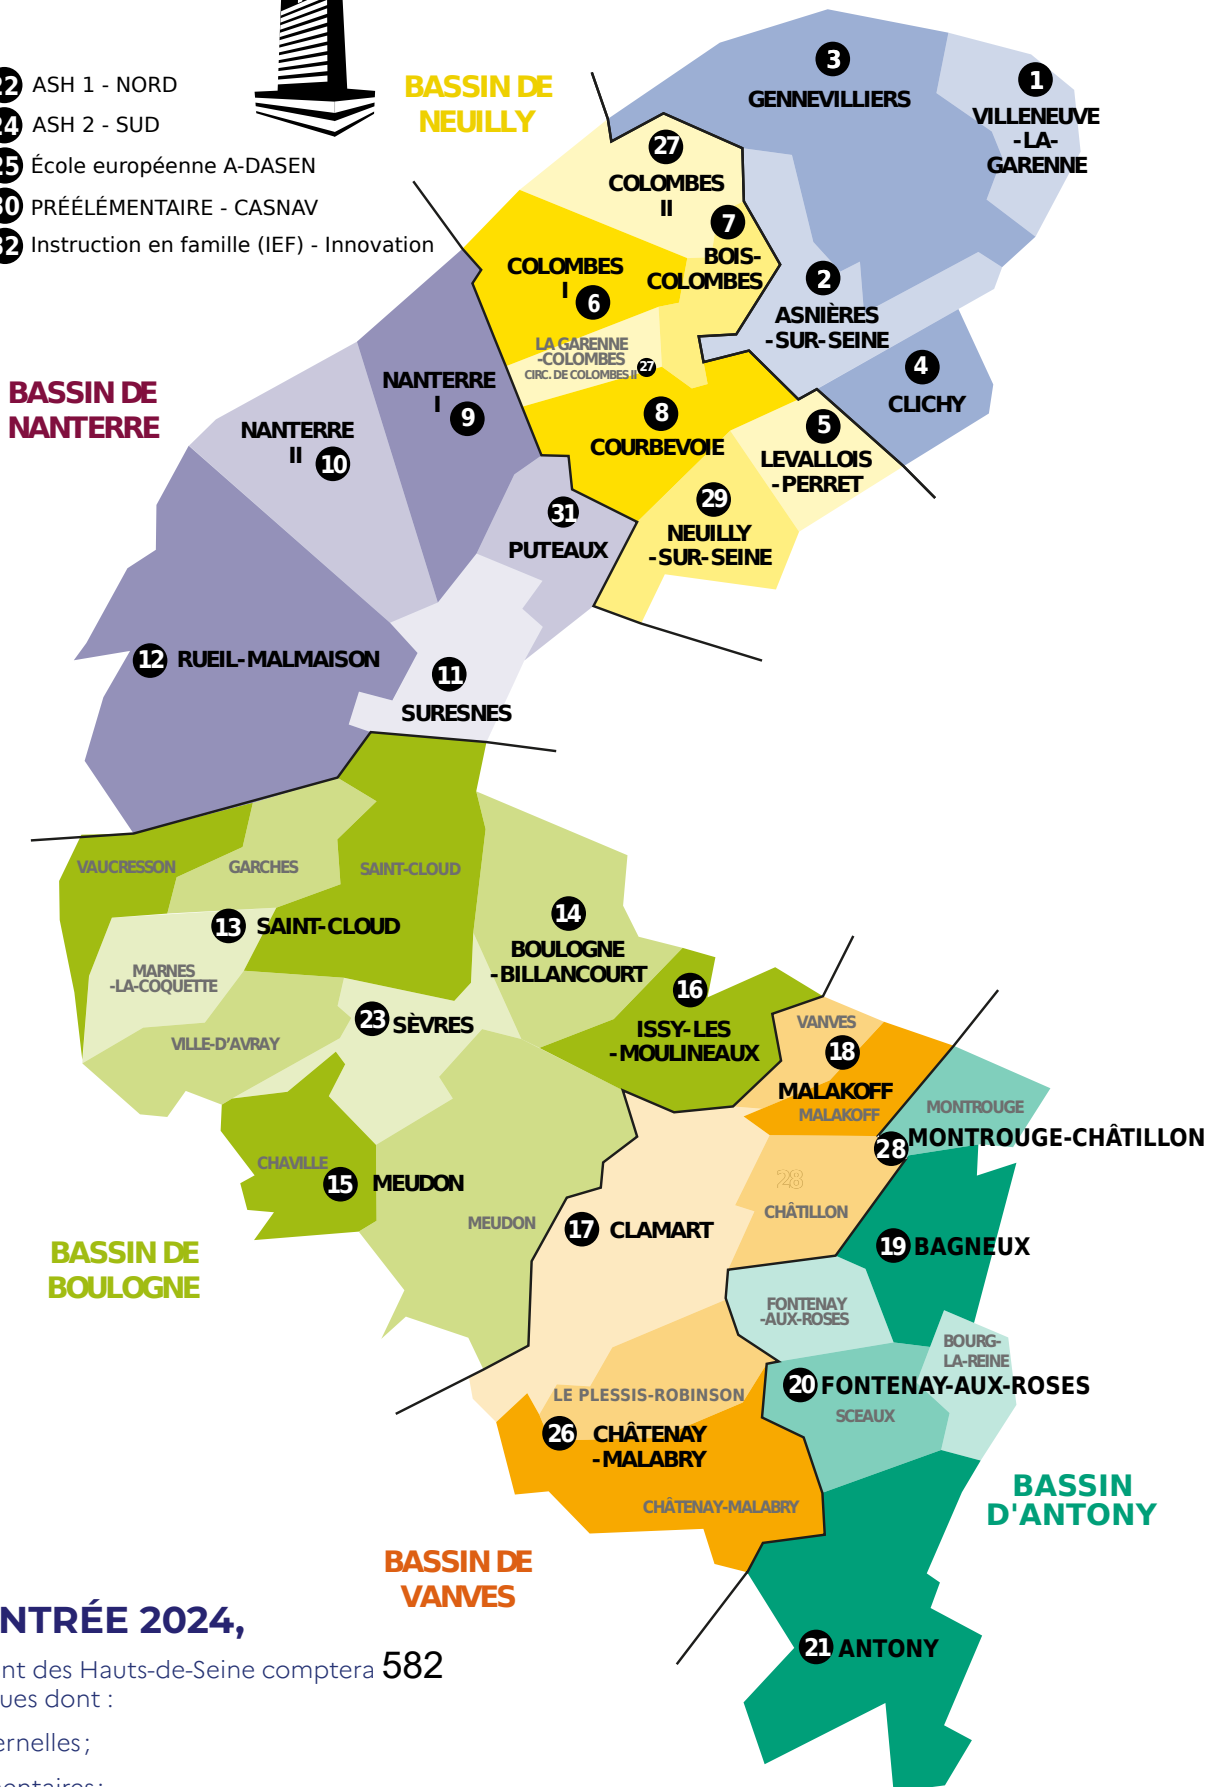 22 ASH 1 - NORD
24 ASH 2 - SUD
25 École européenne A-DASEN
30 PRÉÉLÉMENTAIRE - CASNAV
32 Instruction en famille (IEF) - Innovation
BASSIN DE
NEUILLY
3
GENNEVILLIERS
1
VILLENEUVE
-LA-
GARENNE
27
COLOMBES
II
7
BOIS-
COLOMBES
COLOMBES
I 6
2
ASNIÈRES
-SUR-SEINE
LA GARENNE
-COLOMBES
CIRC. DE COLOMBES II 27
4
CLICHY
BASSIN DE
NANTERRE
NANTERRE
I 9
NANTERRE
II 10
8
COURBEVOIE
5
LEVALLOIS
-PERRET
29
NEUILLY
-SUR-SEINE
31
PUTEAUX
12 RUEIL-MALMAISON
11
SURESNES
VAUCRESSON
GARCHES
SAINT-CLOUD
13 SAINT-CLOUD
14
BOULOGNE
-BILLANCOURT
MARNES
-LA-COQUETTE
16
ISSY-LES
-MOULINEAUX
23 SÈVRES
VILLE-D’AVRAY
VANVES
18
MALAKOFF
MALAKOFF
MONTROUGE
28 MONTROUGE-CHÂTILLON
CHAVILLE
15 MEUDON
28
CHÂTILLON
MEUDON
17 CLAMART
19 BAGNEUX
BASSIN DE
BOULOGNE
FONTENAY
-AUX-ROSES
BOURG-
LA-REINE
20 FONTENAY-AUX-ROSES
SCEAUX
LE PLESSIS-ROBINSON
26 CHÂTENAY
-MALABRY
CHÂTENAY-MALABRY
BASSIN
D'ANTONY
BASSIN DE
VANVES
21 ANTONY
NTRÉE 2024,
nt des Hauts-de-Seine comptera 582
ues dont :
ernelles ;
entaires ;